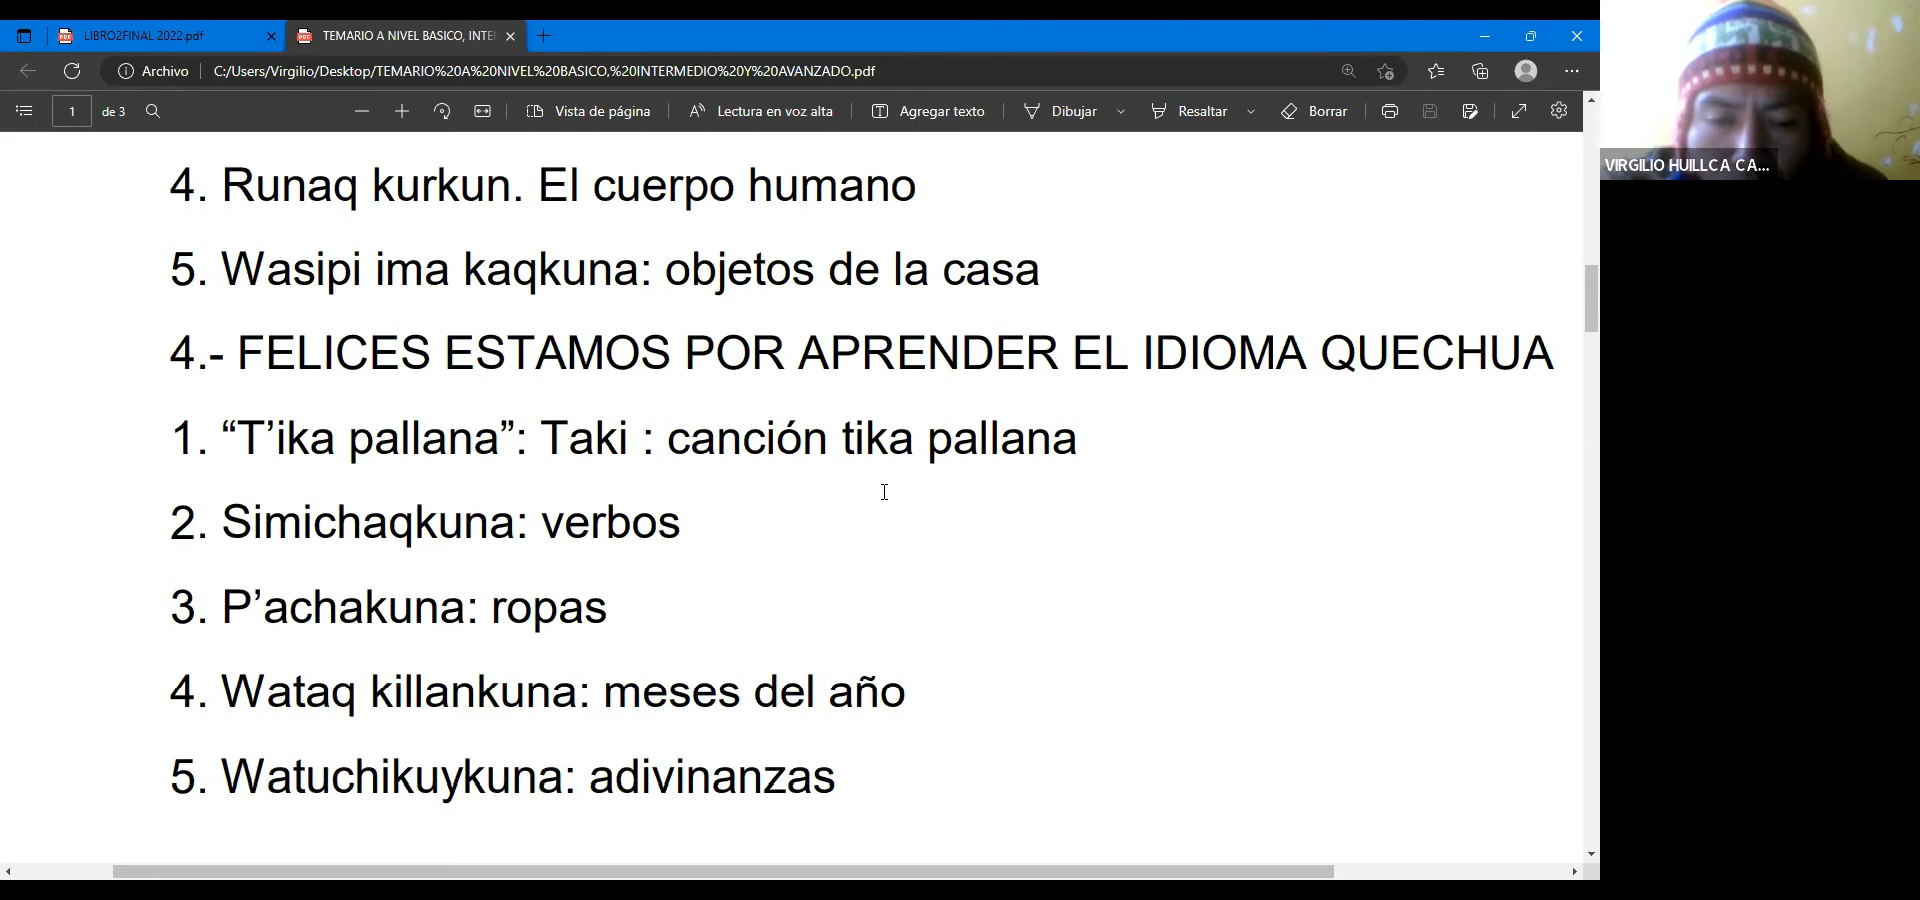 LIBRO2FINAL 2022.pdf
TEMARIO A NIVEL BASICO, INTE
Archivo
C:/Users/Virgilio/Desktop/TEMARIO%20A%20NIVEL%20BASICO,%20INTERMEDIO%20Y%20AVANZADO.pdf
1 de 3
Vista de página
Lectura en voz alta
Agregar texto
Dibujar
Resaltar
Borrar
VIRGILIO HUILLCA CA...
4. Runaq kurkun. El cuerpo humano
5. Wasipi ima kaqkuna: objetos de la casa
4.- FELICES ESTAMOS POR APRENDER EL IDIOMA QUECHUA
1. “T’ika pallana”: Taki : canción tika pallana
2. Simichaqkuna: verbos
3. P’achakuna: ropas
4. Wataq killankuna: meses del año
5. Watuchikuykuna: adivinanzas